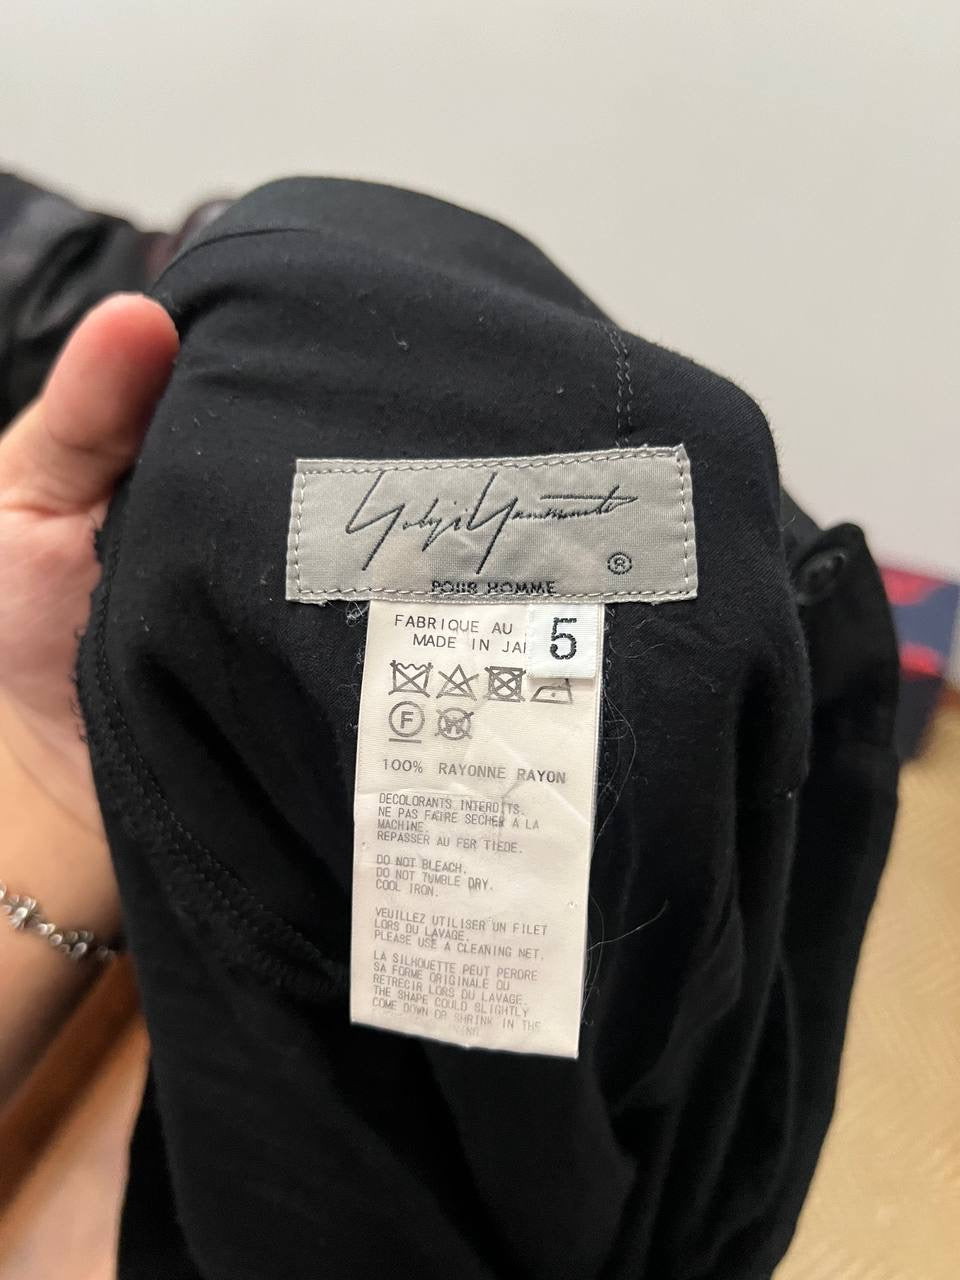 Yohji Yamamoto
®
POUR HOMME
FABRIQUE AU
MADE IN JAP
5
F
W
100% RAYONNE RAYON
DECOLORANTS INTERDITS.
NE PAS FAIRE SECHER A LA
MACHINE.
REPASSER AU FER TIEDE.
DO NOT BLEACH.
DO NOT TUMBLE DRY.
COOL IRON.
VEUILLEZ UTILISER UN FILET
LORS DU LAVAGE.
PLEASE USE A CLEANING NET.
LA SILHOUETTE PEUT PERDRE
SA FORME ORIGINALE OU
RETRECIR LORS DU LAVAGE.
THE SHAPE COULD SLIGHTLY
COME DOWN OR SHRINK IN THE